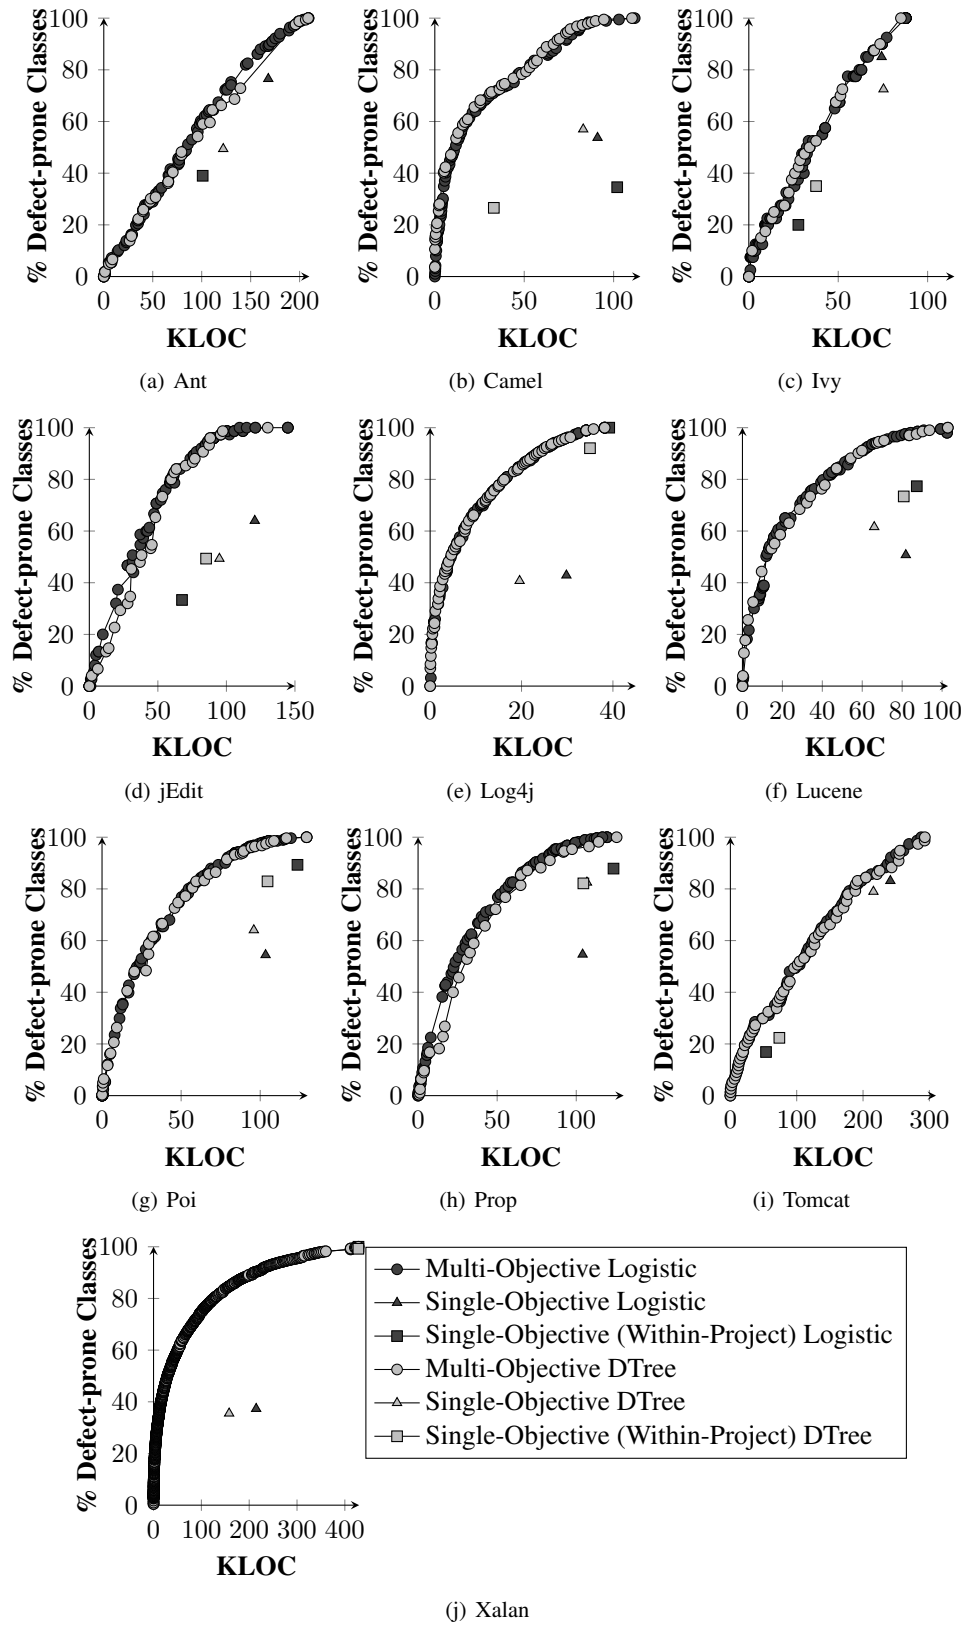 % Defect-prone Classes
100
80
60
40
20
0
0 50 100 150 200
KLOC
(a) Ant
% Defect-prone Classes
100
80
60
40
20
0
0 50 100
KLOC
(b) Camel
% Defect-prone Classes
100
80
60
40
20
0
0 50 100
KLOC
(c) Ivy
% Defect-prone Classes
100
80
60
40
20
0
0 50 100 150
KLOC
(d) jEdit
% Defect-prone Classes
100
80
60
40
20
0
0 20 40
KLOC
(e) Log4j
% Defect-prone Classes
100
80
60
40
20
0
0 20 40 60 80 100
KLOC
(f) Lucene
% Defect-prone Classes
100
80
60
40
20
0
0 50 100
KLOC
(g) Poi
% Defect-prone Classes
100
80
60
40
20
0
0 50 100
KLOC
(h) Prop
% Defect-prone Classes
100
80
60
40
20
0
0 100 200 300
KLOC
(i) Tomcat
% Defect-prone Classes
100
80
60
40
20
0
0 100 200 300 400
KLOC
Multi-Objective Logistic
Single-Objective Logistic
Single-Objective (Within-Project) Logistic
Multi-Objective DTree
Single-Objective DTree
Single-Objective (Within-Project) DTree
(j) Xalan